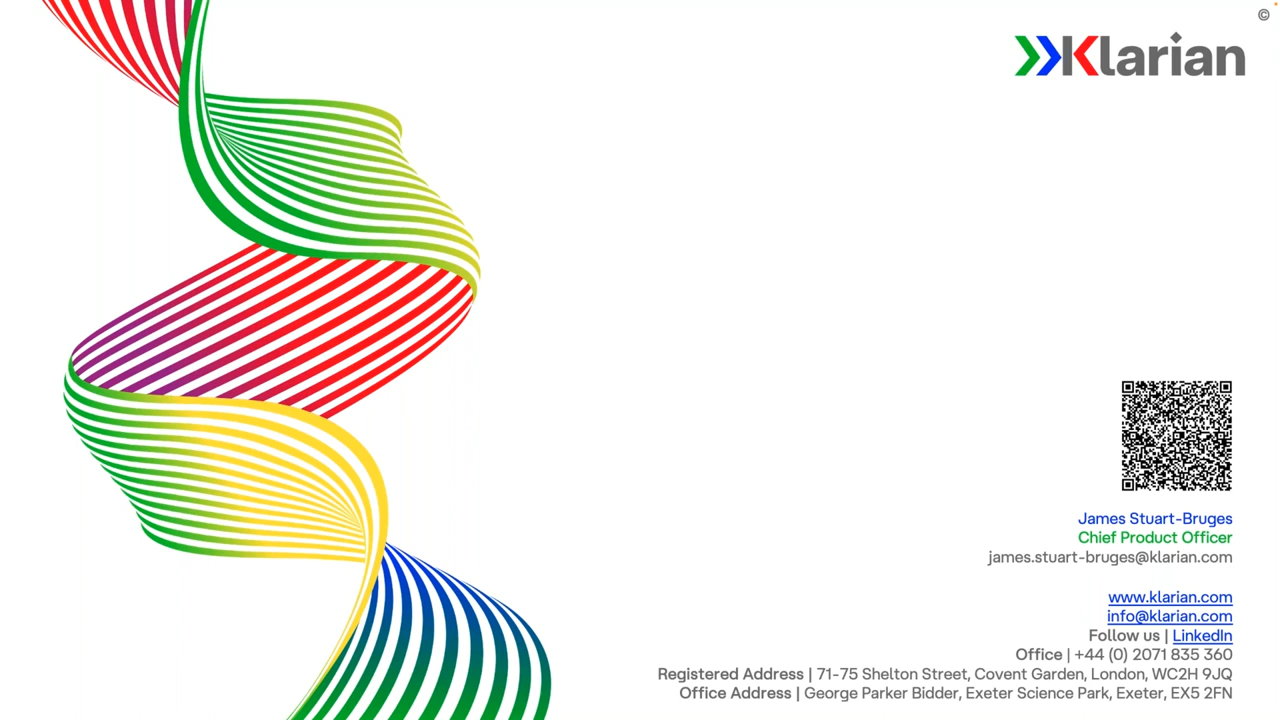 ©
Klarian
James Stuart-Bruges
Chief Product Officer
james.stuart-bruges@klarian.com
www.klarian.com
info@klarian.com
Follow us | LinkedIn
Office | +44 (0) 2071 835 360
Registered Address | 71-75 Shelton Street, Covent Garden, London, WC2H 9JQ
Office Address | George Parker Bidder, Exeter Science Park, Exeter, EX5 2FN